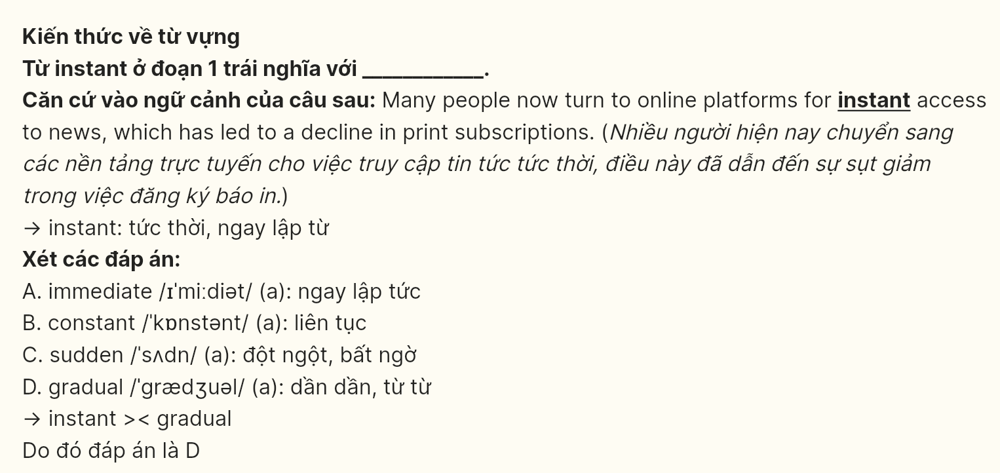 Kiến thức về từ vựng
Từ instant ở đoạn 1 trái nghĩa với ____________.
Căn cứ vào ngữ cảnh của câu sau: Many people now turn to online platforms for instant access
to news, which has led to a decline in print subscriptions. (Nhiều người hiện nay chuyển sang
các nền tảng trực tuyến cho việc truy cập tin tức tức thời, điều này đã dẫn đến sự sụt giảm
trong việc đăng ký báo in.)
→ instant: tức thời, ngay lập từ
Xét các đáp án:
A. immediate /ɪˈmiːdiət/ (a): ngay lập tức
B. constant /ˈkɒnstənt/ (a): liên tục
C. sudden /ˈsʌdn/ (a): đột ngột, bất ngờ
D. gradual /ˈɡrædʒuəl/ (a): dần dần, từ từ
→ instant >< gradual
Do đó đáp án là D